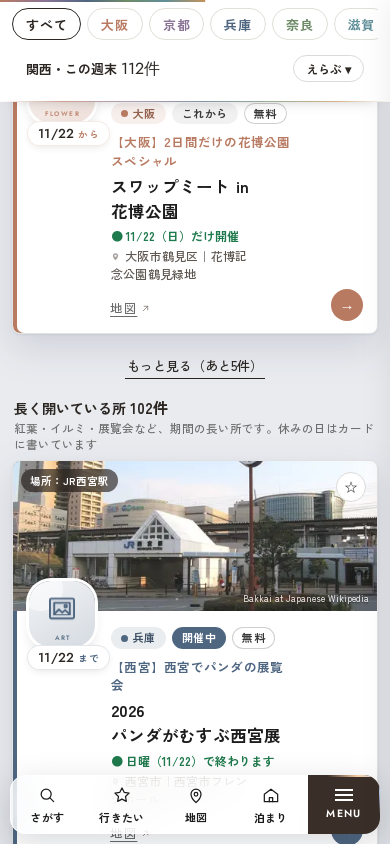 すべて
大阪
京都
兵庫
奈良
滋賀
関西・この週末 112件
えらぶ ▾
FLOWER
11/22 から
大阪
これから
無料
【大阪】2日間だけの花博公園
スペシャル
スワップミート in
花博公園
11/22（日）だけ開催
大阪市鶴見区｜花博記
念公園鶴見緑地
地図 ↗
→
もっと見る（あと5件）
長く開いている所 102件
紅葉・イルミ・展覧会など、期間の長い所です。休みの日はカード
に書いています
場所：JR西宮駅
☆
Bakkai at Japanese Wikipedia
ART
11/22 まで
兵庫
開催中
無料
【西宮】西宮でパンダの展覧
会
2026
パンダがむすぶ西宮展
日曜（11/22）で終わります
西宮市｜西宮市フレン
地図 ↗
さがす
行きたい
地図
泊まり
MENU